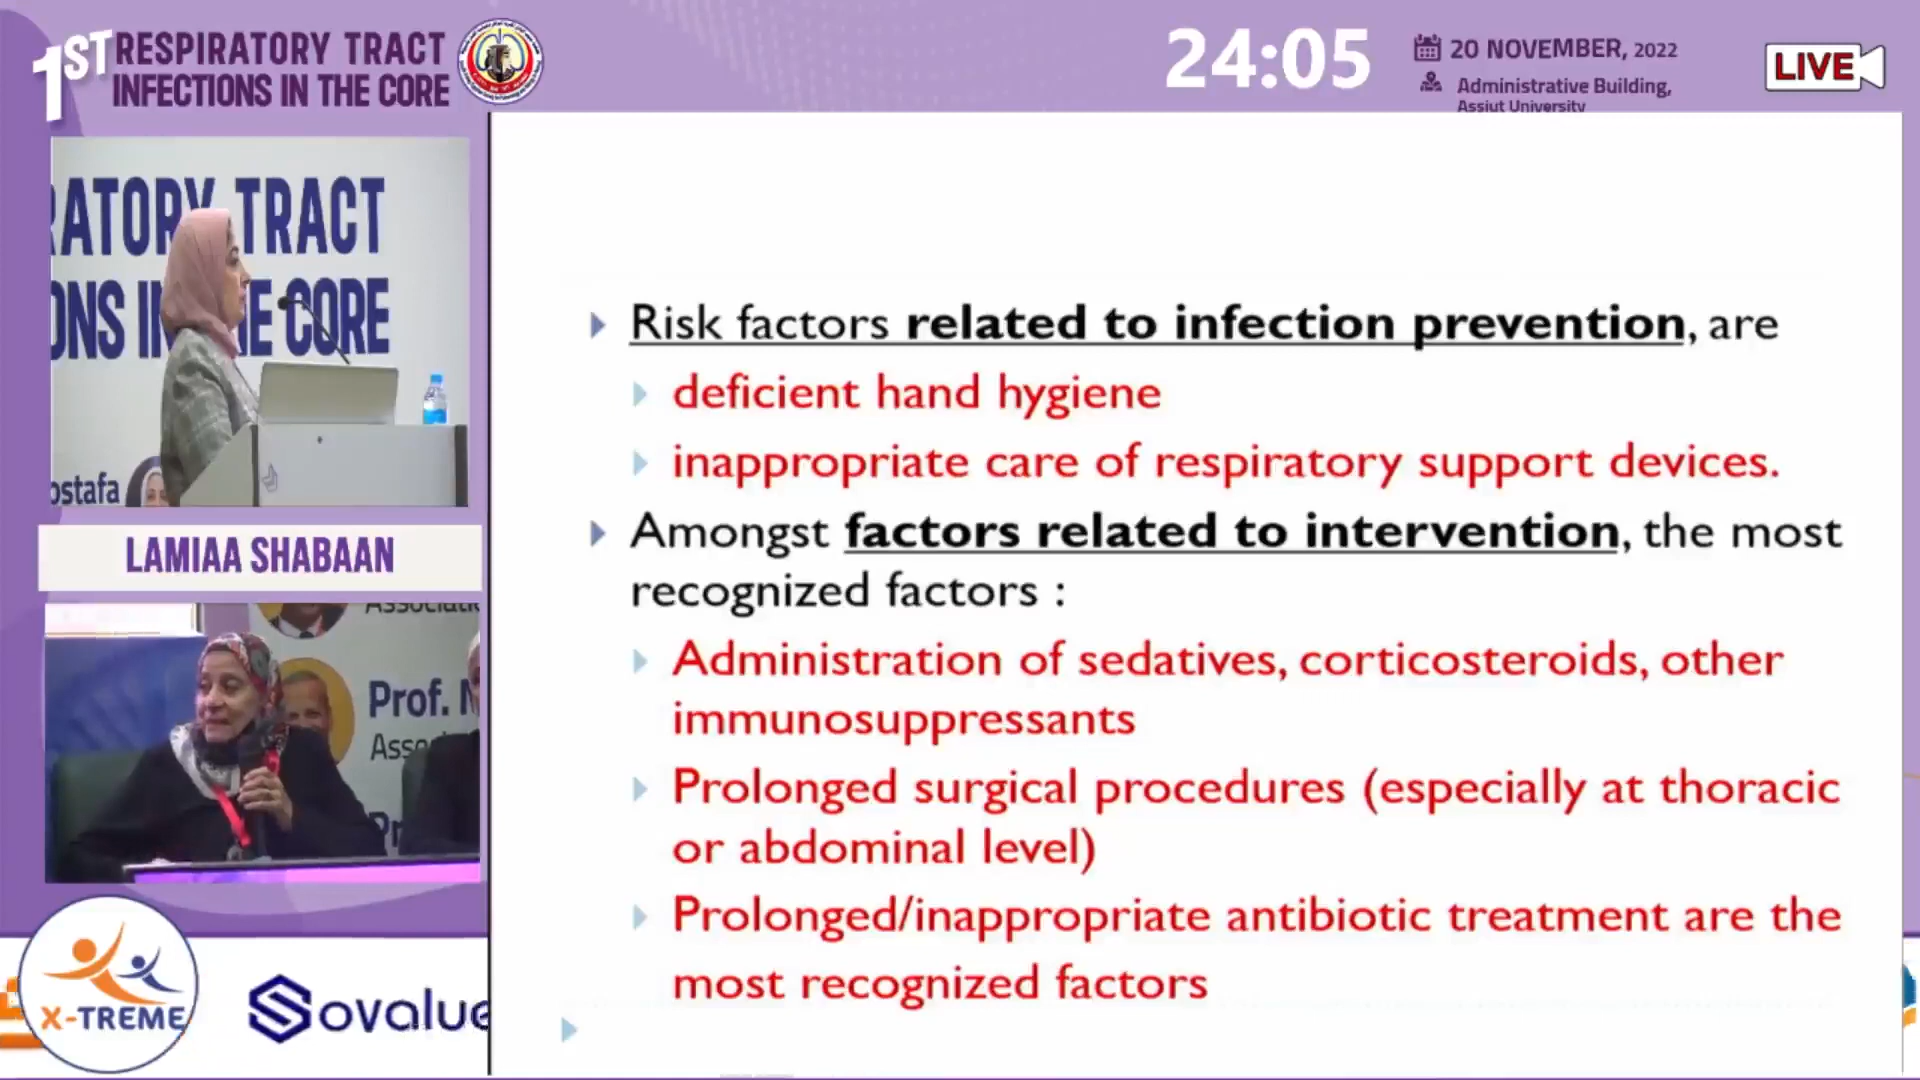 1ST RESPIRATORY TRACT
INFECTIONS IN THE CORE
24:05
20 NOVEMBER, 2022
Administrative Building,
Assiut University
LIVE
RATORY TRACT
ONS IN THE CORE
ostafa
LAMIAA SHABAAN
Prof.
X-TREME
Sovalue
Risk factors related to infection prevention, are
deficient hand hygiene
inappropriate care of respiratory support devices.
Amongst factors related to intervention, the most
recognized factors :
Administration of sedatives, corticosteroids, other
immunosuppressants
Prolonged surgical procedures (especially at thoracic
or abdominal level)
Prolonged/inappropriate antibiotic treatment are the
most recognized factors